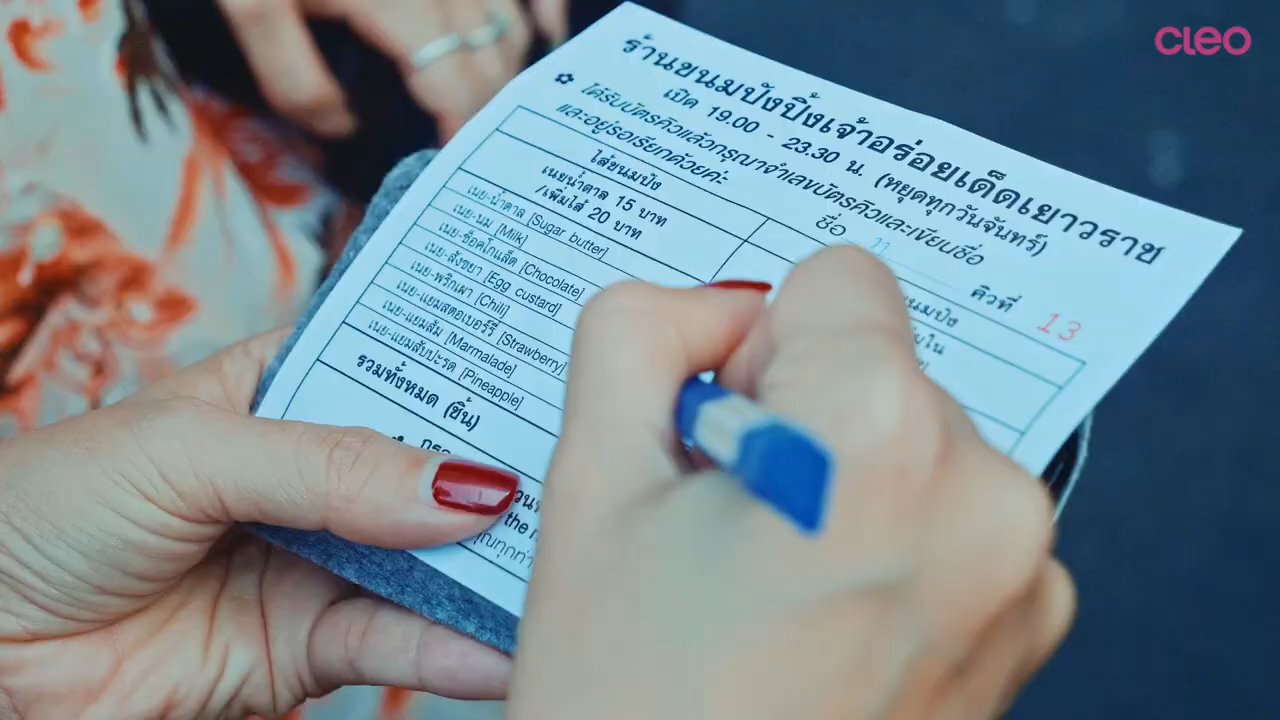 cleo
ร้านขนมปังปิ้งเจ้าอร่อยเด็ดเยาวราช
เปิด 19.00 - 23.30 น. (หยุดทุกวันจันทร์)
✿ ได้รับบัตรคิวแล้วกรุณาจำเลขบัตรคิวและเขียนชื่อ
และอยู่รอเรียกด้วยค่ะ
ชื่อ คิวที่ 13
ไส้ขนมปัง
เนยน้ำตาล 15 บาท
/เพิ่มไส้ 20 บาท
เนย-น้ำตาล [Sugar butter]
เนย-นม [Milk]
เนย-ช็อคโกแล็ต [Chocolate]
เนย-สังขยา [Egg custard]
เนย-พริกเผา [Chili]
เนย-แยมสตอเบอร์รี่ [Strawberry]
เนย-แยมส้ม [Marmalade]
เนย-แยมสับปะรด [Pineapple]
รวมทั้งหมด (ชิ้น)
the